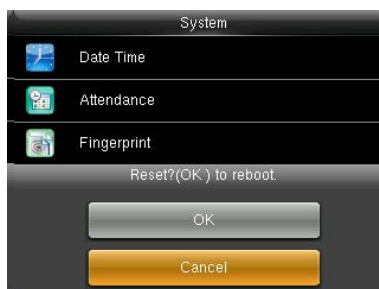 System
Date Time
Attendance
Fingerprint
Reset?(OK ) to reboot.
OK
Cancel